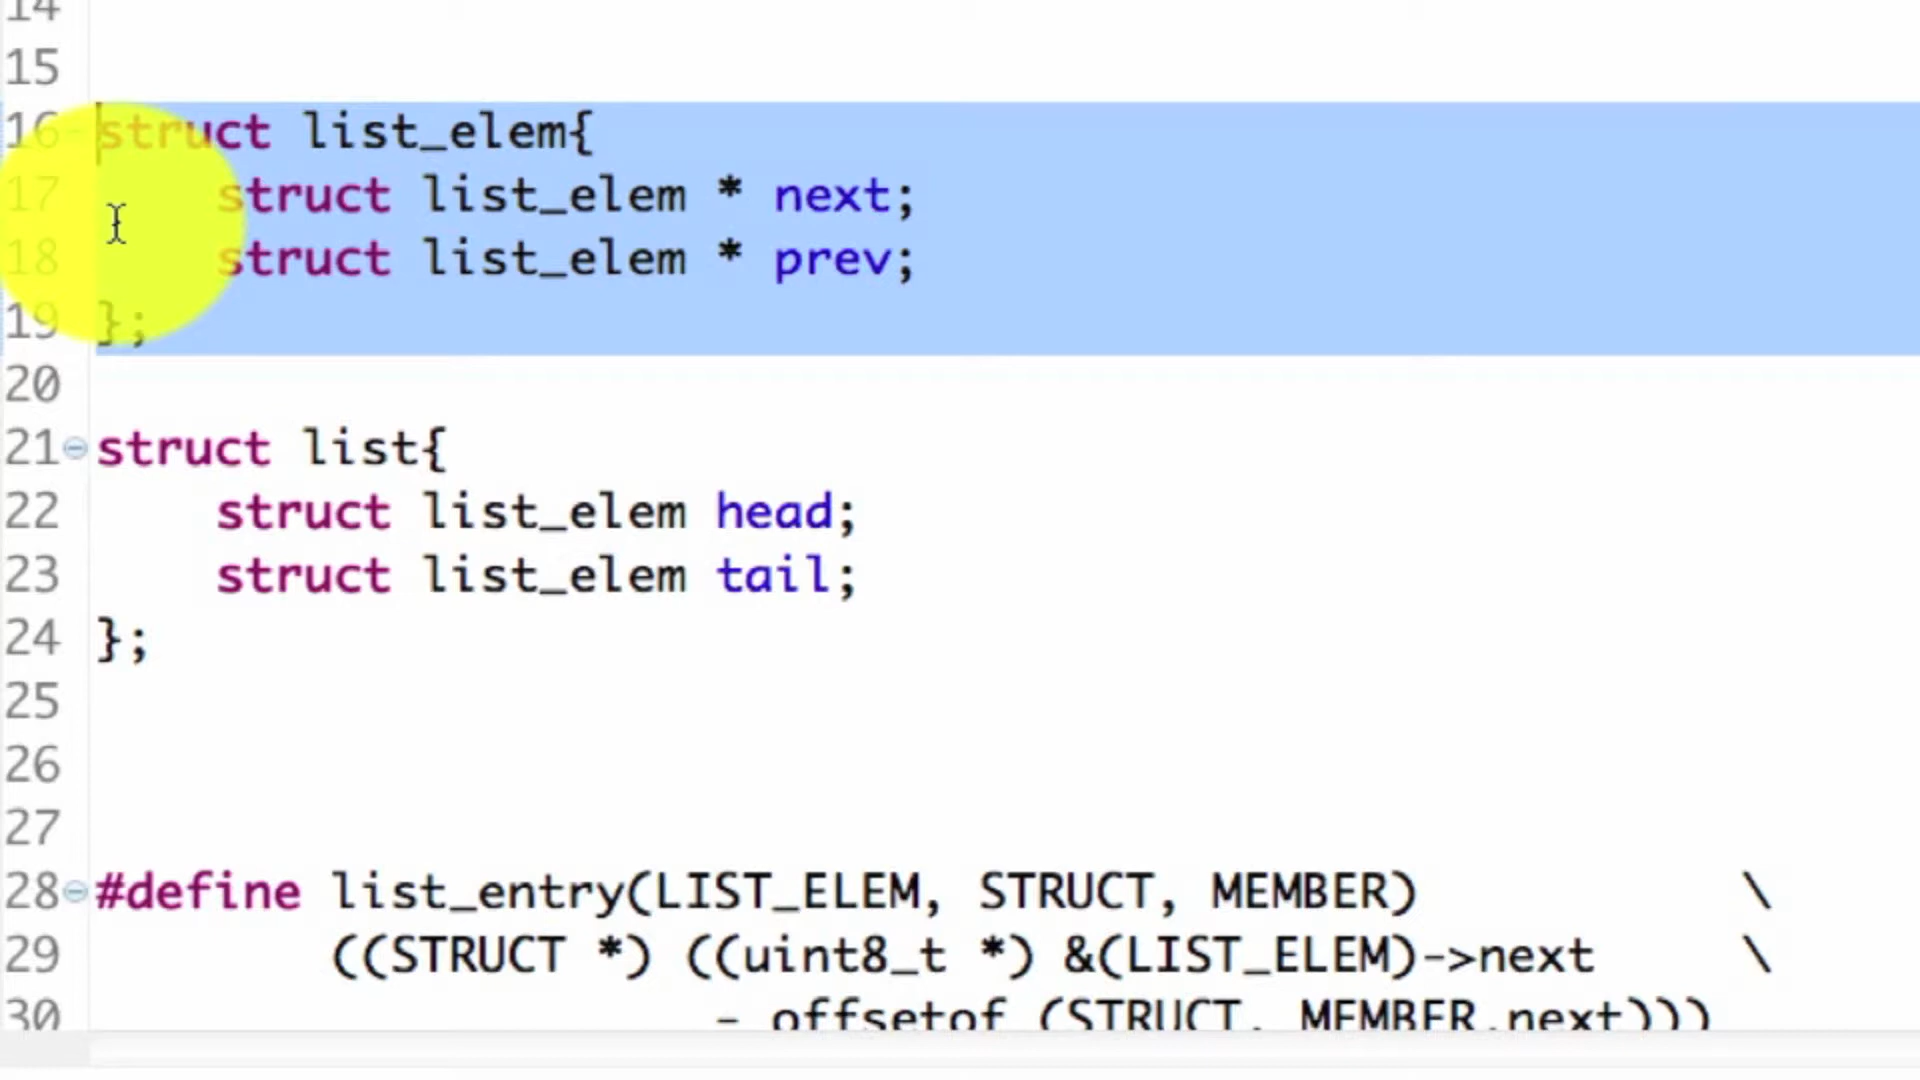 14
15
16 struct list_elem{
17 struct list_elem * next;
18 struct list_elem * prev;
19 };
20
21 struct list{
22 struct list_elem head;
23 struct list_elem tail;
24 };
25
26
27
28 #define list_entry(LIST_ELEM, STRUCT, MEMBER) \
29 ((STRUCT *) ((uint8_t *) &(LIST_ELEM)->next \
30 - offsetof (STRUCT, MEMBER.next)))